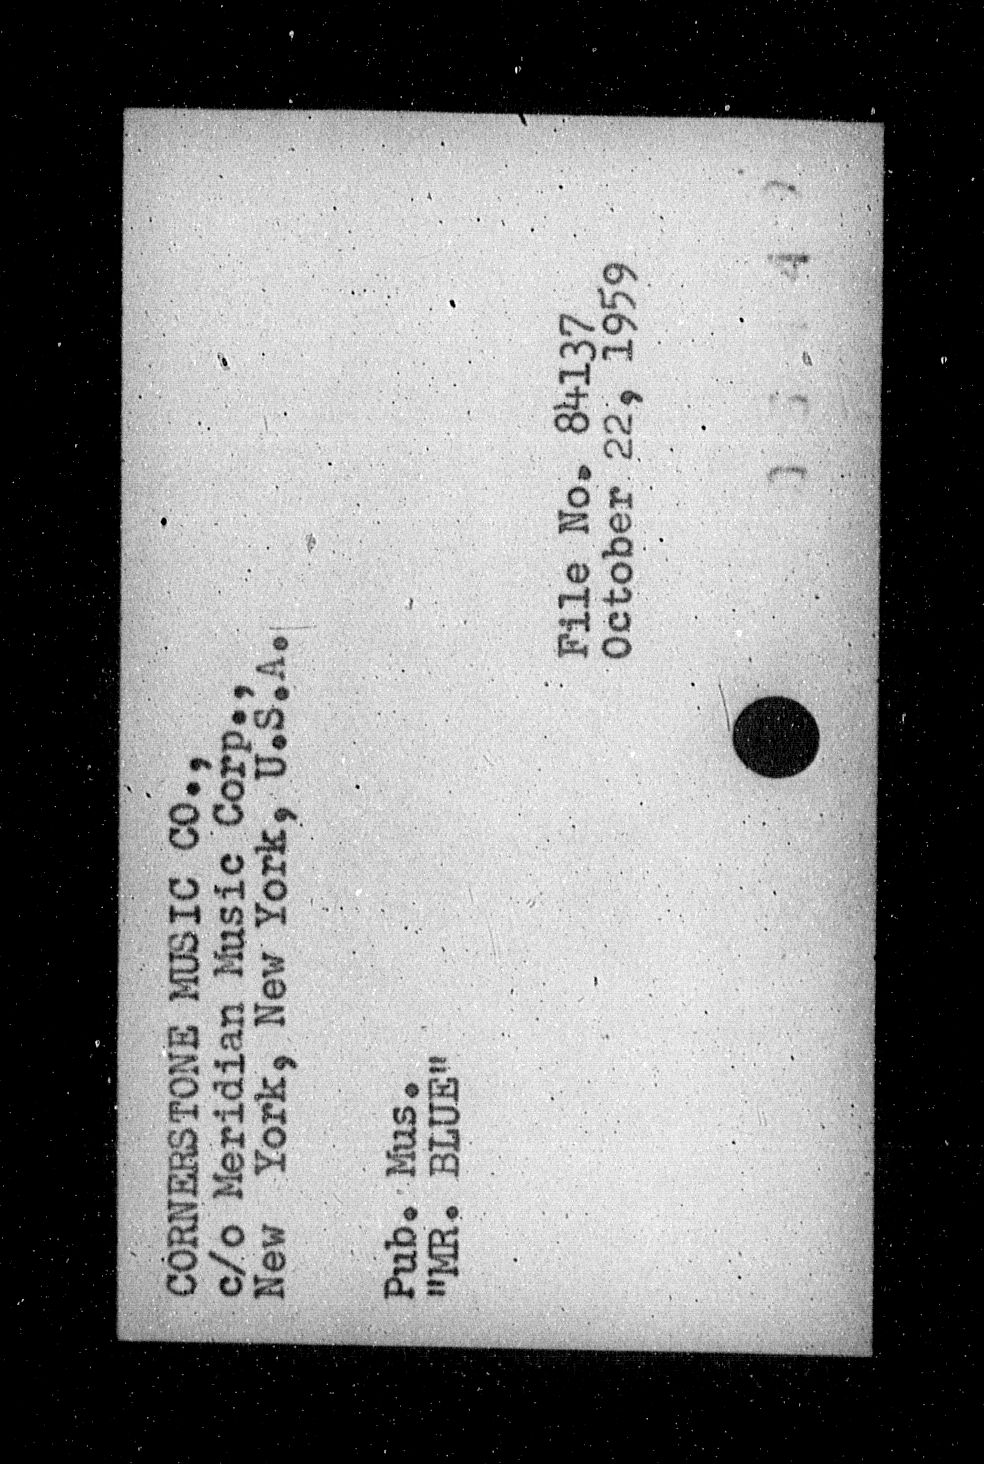 CORNERSTONE MUSIC CO.,
c/o Meridian Music Corp.,
New York, New York, U.S.A.
Pub. Mus.
"MR. BLUE"
File No. 84137
October 22, 1959